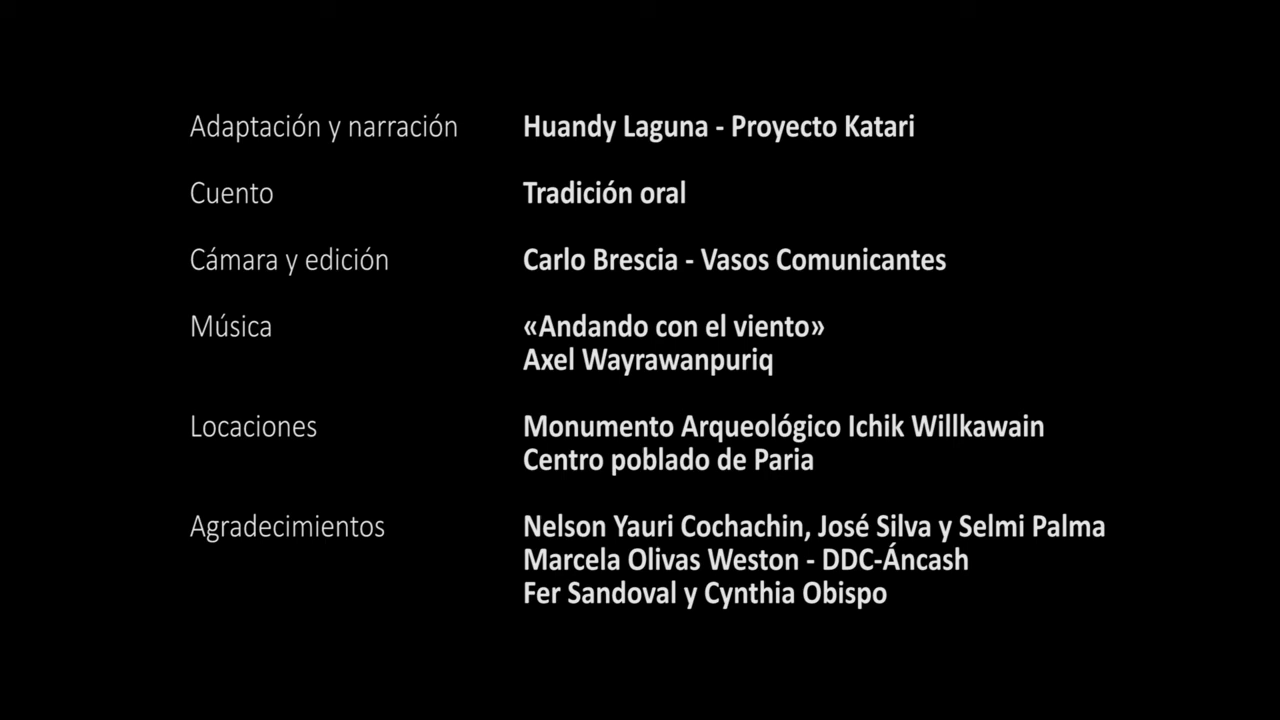 Adaptación y narración Huandy Laguna - Proyecto Katari
Cuento Tradición oral
Cámara y edición Carlo Brescia - Vasos Comunicantes
Música «Andando con el viento»
Axel Wayrawanpuriq
Locaciones Monumento Arqueológico Ichik Willkawain
Centro poblado de Paria
Agradecimientos Nelson Yauri Cochachin, José Silva y Selmi Palma
Marcela Olivas Weston - DDC-Áncash
Fer Sandoval y Cynthia Obispo